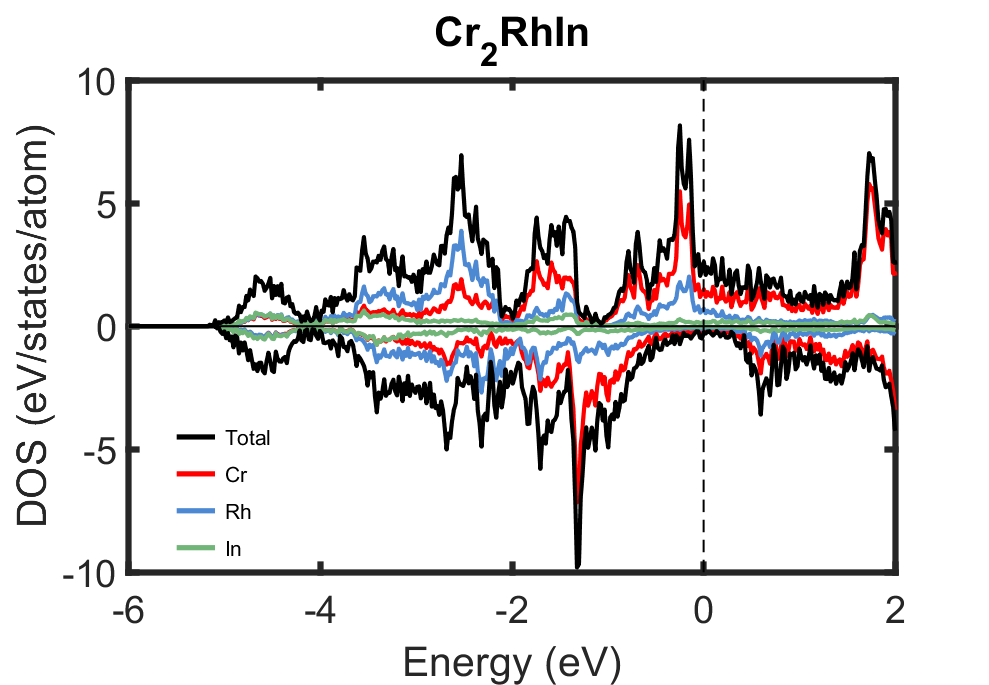 Cr2RhIn
10
5
0
-5
-10
DOS (eV/states/atom)
Total
Cr
Rh
In
-6 -4 -2 0 2
Energy (eV)